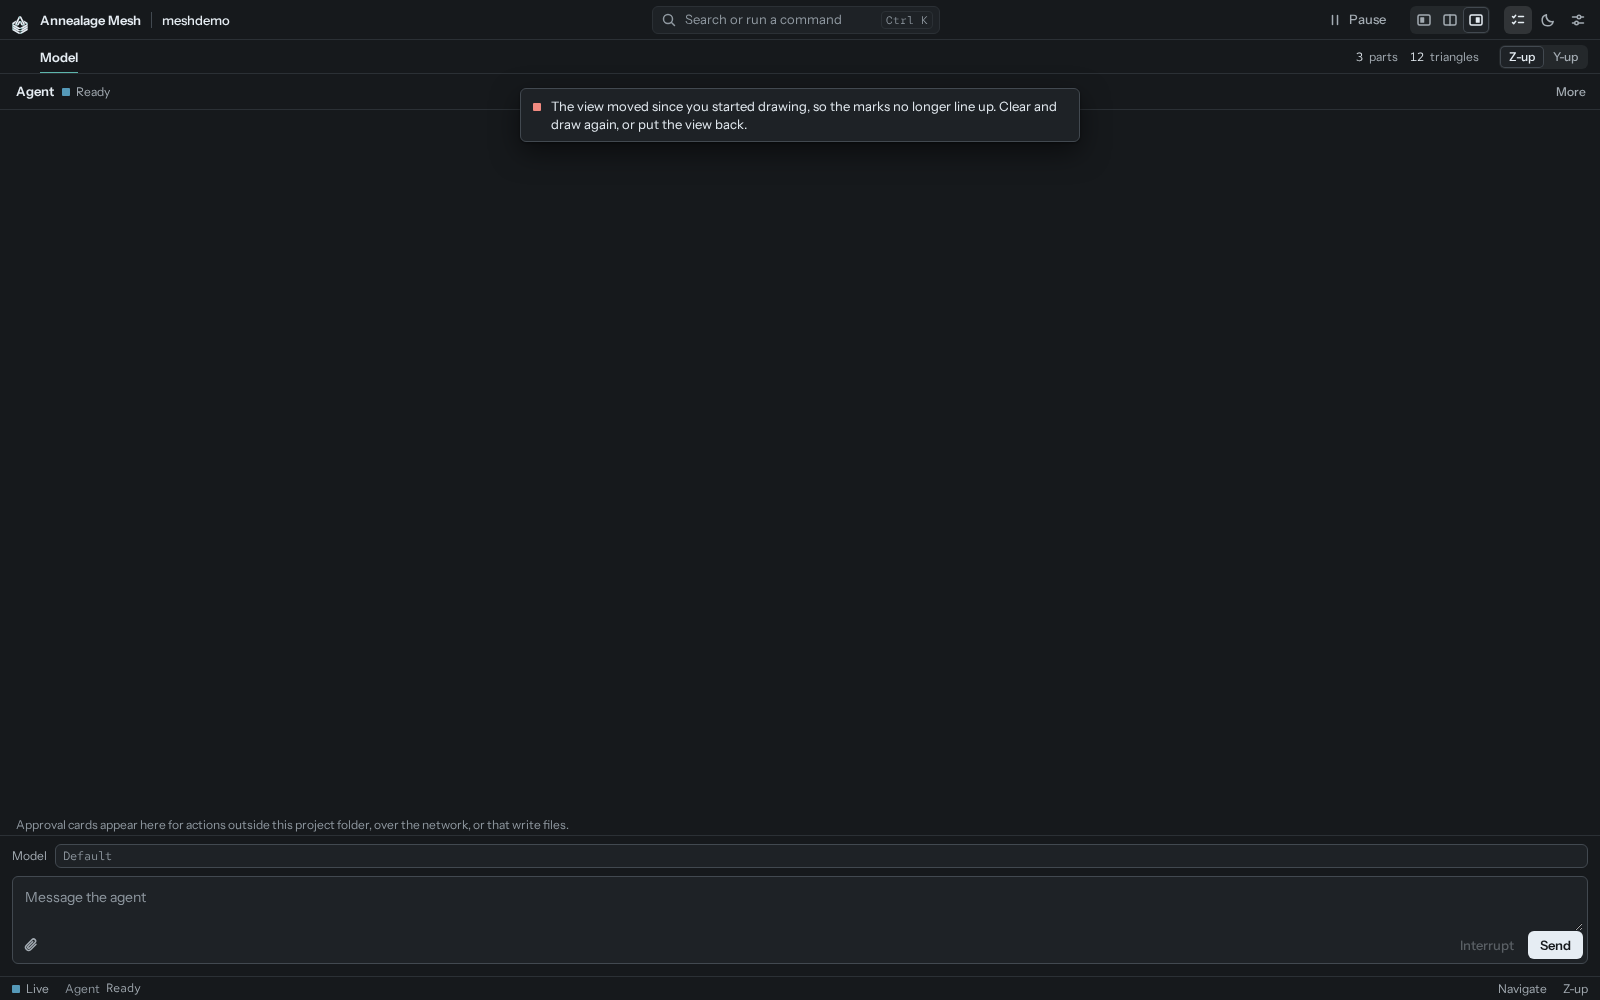 Annealage Mesh
meshdemo
Search or run a command
Ctrl K
Pause
Model
3 parts
12 triangles
Z-up
Y-up
Agent
Ready
More
The view moved since you started drawing, so the marks no longer line up. Clear and
draw again, or put the view back.
Approval cards appear here for actions outside this project folder, over the network, or that write files.
Model
Default
Message the agent
Interrupt
Send
Live
Agent Ready
Navigate
Z-up